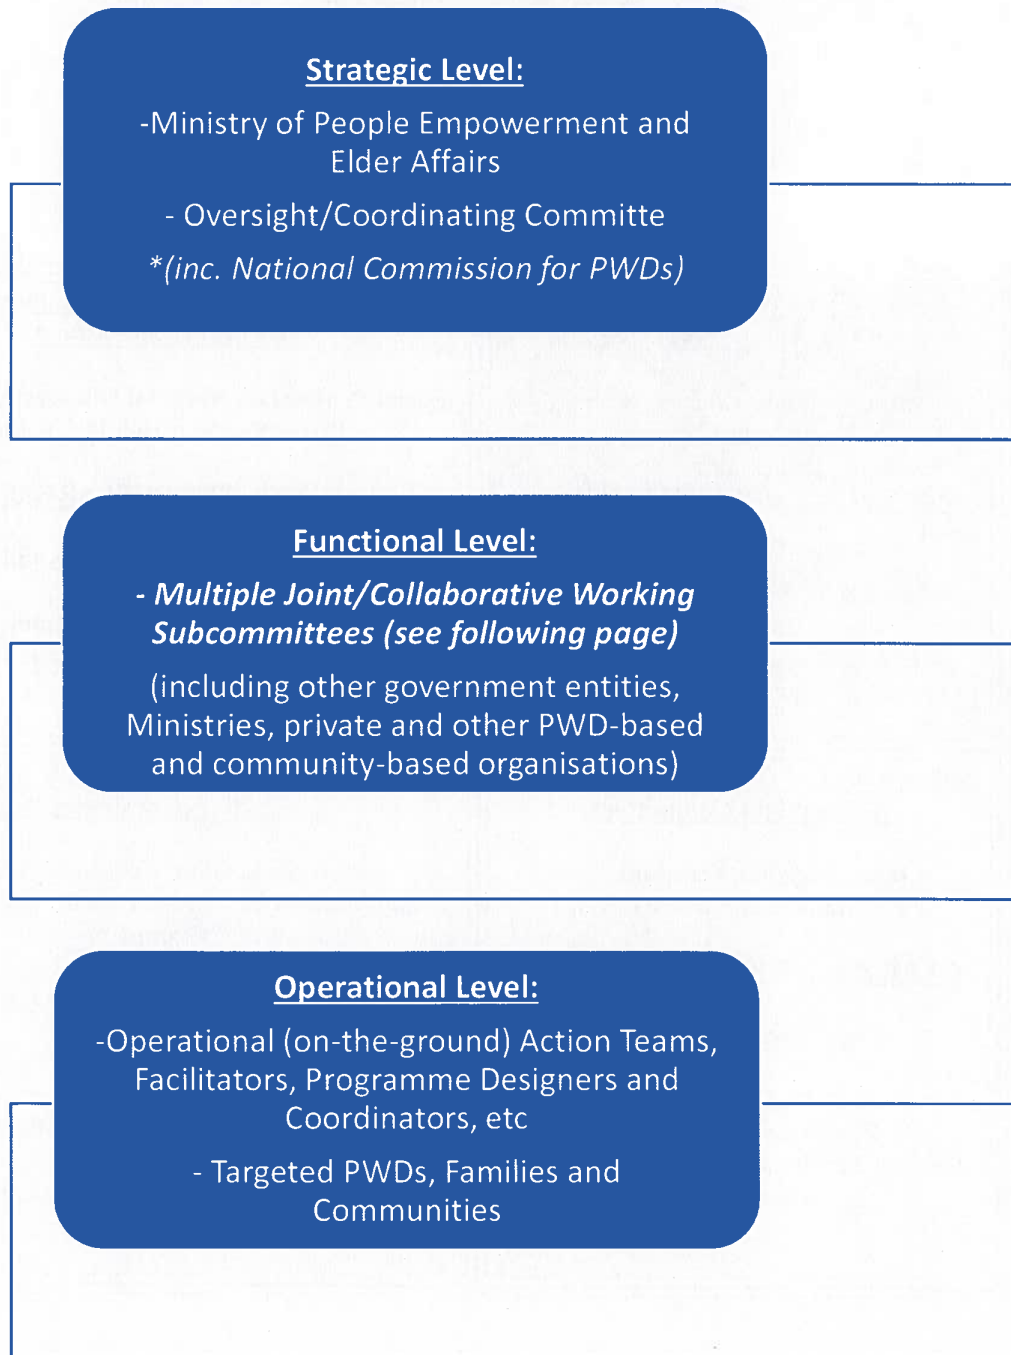 Strategic Level:
-Ministry of People Empowerment and
Elder Affairs
- Oversight/Coordinating Committe
*(inc. National Commission for PWDs)
Functional Level:
- Multiple Joint/Collaborative Working
Subcommittees (see following page)
(including other government entities,
Ministries, private and other PWD-based
and community-based organisations)
Operational Level:
-Operational (on-the-ground) Action Teams,
Facilitators, Programme Designers and
Coordinators, etc
- Targeted PWDs, Families and
Communities